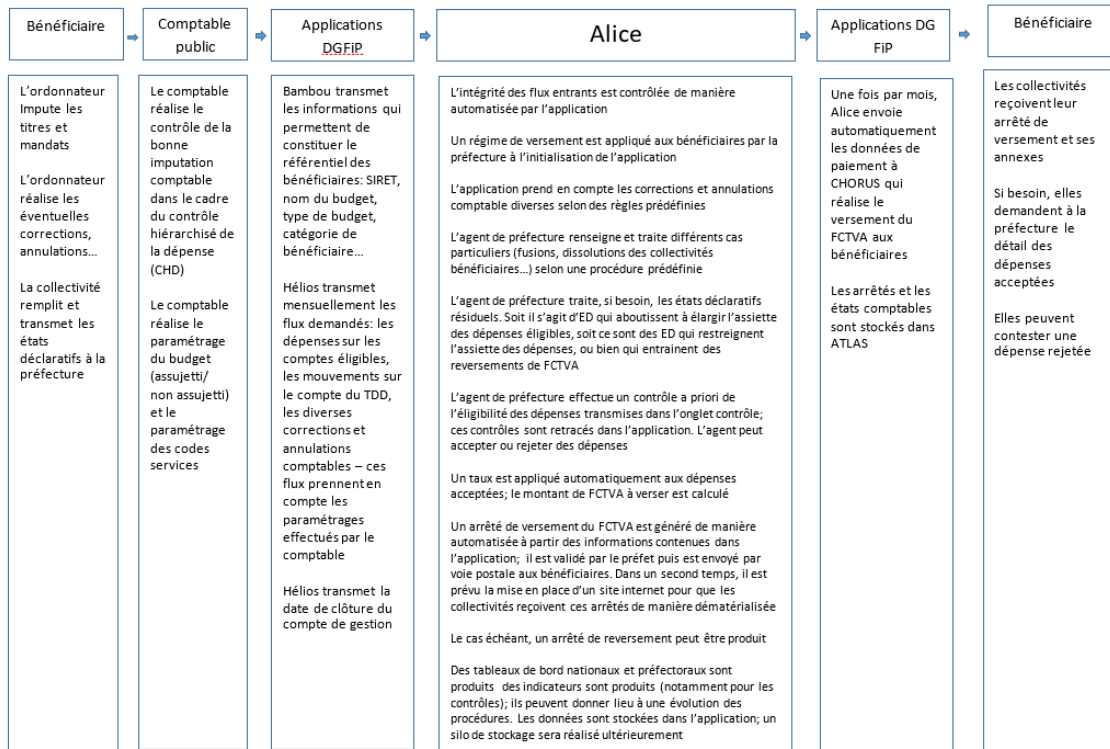 Bénéficiaire
Comptable
public
Applications
DGFiP
Alice
Applications DG
FiP
Bénéficiaire
L’ordonnateur
Impute les
titres et
mandats
L’ordonnateur
réalise les
éventuelles
corrections,
annulations…
La collectivité
remplit et
transmet les
états
déclaratifs à la
préfecture
Le comptable
réalise le
contrôle de la
bonne
imputation
comptable
dans le cadre
du contrôle
hiérarchisé de
la dépense
(CHD)
Le comptable
réalise le
paramétrage
du budget
(assujetti/
non assujetti)
et le
paramétrage
des codes
services
Bambou transmet
les informations qui
permettent de
constituer le
référentiel des
bénéficiaires: SIRET,
nom du budget,
type de budget,
catégorie de
bénéficiaire…
Hélios transmet
mensuellement les
flux demandés: les
dépenses sur les
comptes éligibles,
les mouvements sur
le compte du TDD,
les diverses
corrections et
annulations
comptables – ces
flux prennent en
compte les
paramétrages
effectués par le
comptable
Hélios transmet la
date de clôture du
compte de gestion
L’intégrité des flux entrants est contrôlée de manière
automatisée par l’application
Un régime de versement est appliqué aux bénéficiaires par la
préfecture à l’initialisation de l’application
L’application prend en compte les corrections et annulations
comptable diverses selon des règles prédéfinies
L’agent de préfecture renseigne et traite différents cas
particuliers (fusions, dissolutions des collectivités
bénéficiaires…) selon une procédure prédéfinie
L’agent de préfecture traite, si besoin, les états déclaratifs
résiduels. Soit il s’agit d’ED qui aboutissent à élargir l’assiette
des dépenses éligibles, soit ce sont des ED qui restreignent
l’assiette des dépenses, ou bien qui entrainent des
reversements de FCTVA
L’agent de préfecture effectue un contrôle a priori de
l’éligibilité des dépenses transmises dans l’onglet contrôle;
ces contrôles sont retracés dans l’application. L’agent peut
accepter ou rejeter des dépenses
Un taux est appliqué automatiquement aux dépenses
acceptées; le montant de FCTVA à verser est calculé
Un arrêté de versement du FCTVA est généré de manière
automatisée à partir des informations contenues dans
l’application; il est validé par le préfet puis est envoyé par
voie postale aux bénéficiaires. Dans un second temps, il est
prévu la mise en place d’un site internet pour que les
collectivités reçoivent ces arrêtés de manière dématérialisée
Le cas échéant, un arrêté de reversement peut être produit
Des tableaux de bord nationaux et préfectoraux sont
produits des indicateurs sont produits (notamment pour les
contrôles); ils peuvent donner lieu à une évolution des
procédures. Les données sont stockées dans l’application; un
silo de stockage sera réalisé ultérieurement
Une fois par mois,
Alice envoie
automatiquement
les données de
paiement à
CHORUS qui
réalise le
versement du
FCTVA aux
bénéficiaires
Les arrêtés et les
états comptables
sont stockés dans
ATLAS
Les collectivités
reçoivent leur
arrêté de
versement et ses
annexes
Si besoin, elles
demandent à la
préfecture le
détail des
dépenses
acceptées
Elles peuvent
contester une
dépense rejetée